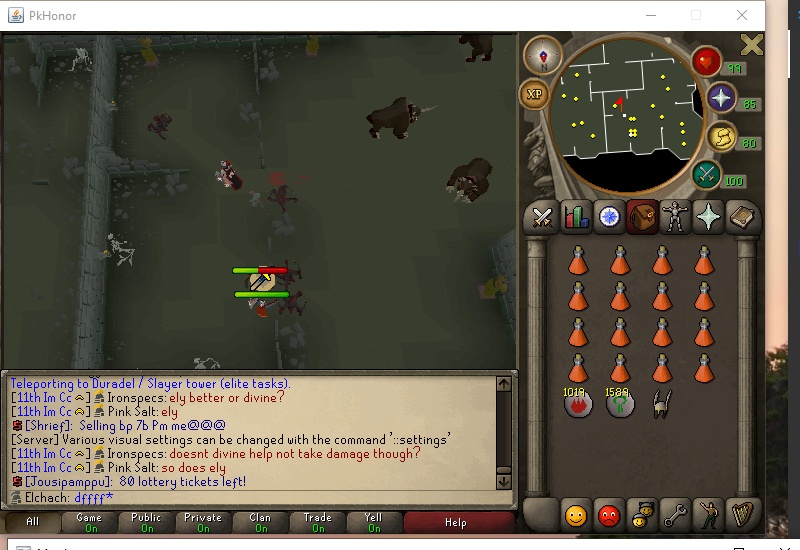 PkHonor
N
XP
99
85
80
100
1019
1589
Teleporting to Duradel / Slayer tower (elite tasks).
[11th Im Cc] Ironspecs: ely better or divine?
[11th Im Cc] Pink Salt: ely
[Shrief]: Selling bp 7b Pm me@@@
[Server] Various visual settings can be changed with the command '::settings'
[11th Im Cc] Ironspecs: doesnt divine help not take damage though?
[11th Im Cc] Pink Salt: so does ely
[Jousipamppu]: 80 lottery tickets left!
Elchach: dffff*
All Game Public Private Clan Trade Yell Help
On On On On On On